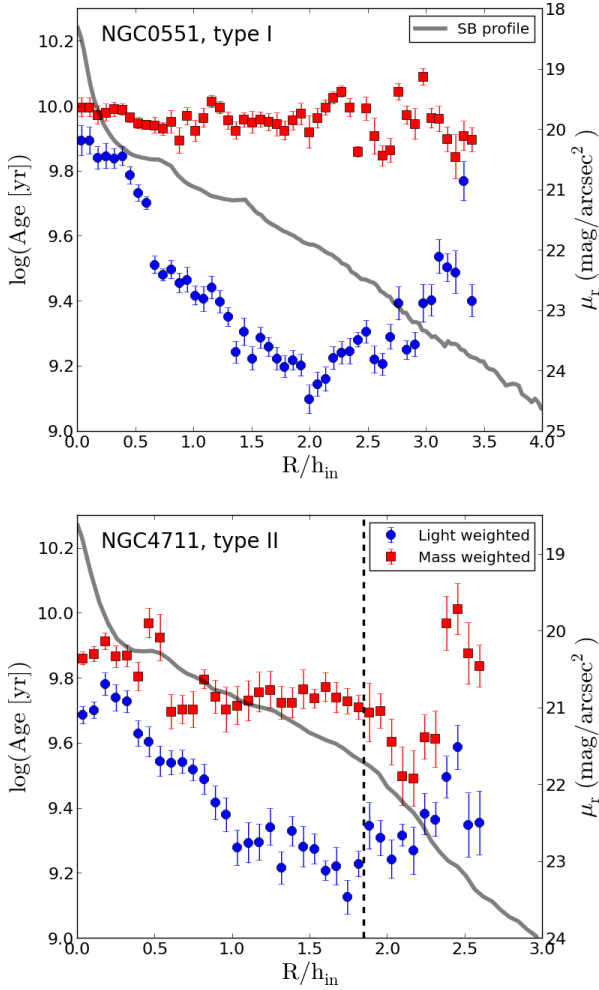 NGC0551, type I
SB profile
10.2
10.0
9.8
9.6
9.4
9.2
9.0
log(Age [yr])
18
19
20
21
22
23
24
25
μr (mag/arcsec²)
0.0 0.5 1.0 1.5 2.0 2.5 3.0 3.5 4.0
R/hin
NGC4711, type II
Light weighted
Mass weighted
10.2
10.0
9.8
9.6
9.4
9.2
9.0
log(Age [yr])
18
19
20
21
22
23
24
μr (mag/arcsec²)
0.0 0.5 1.0 1.5 2.0 2.5 3.0
R/hin